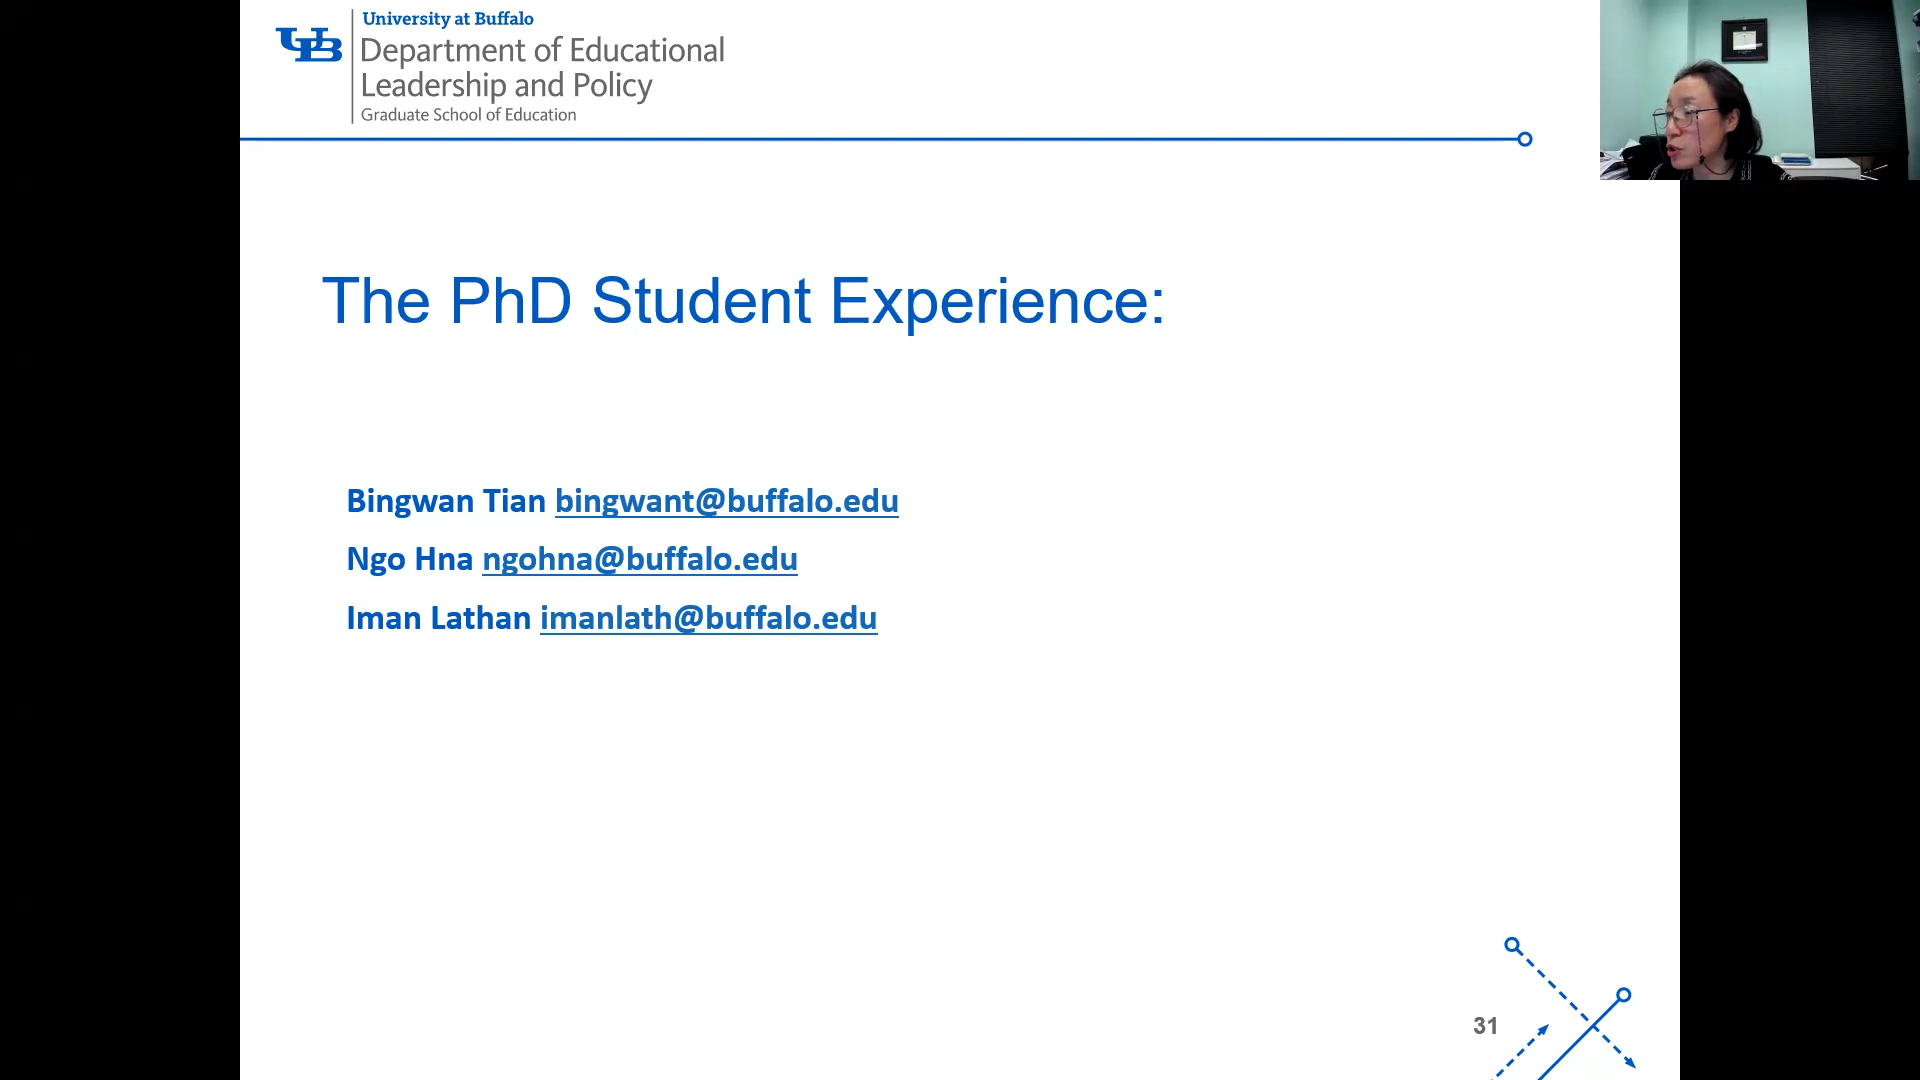 University at Buffalo
UB
Department of Educational
Leadership and Policy
Graduate School of Education
The PhD Student Experience:
Bingwan Tian bingwant@buffalo.edu
Ngo Hna ngohna@buffalo.edu
Iman Lathan imanlath@buffalo.edu
31